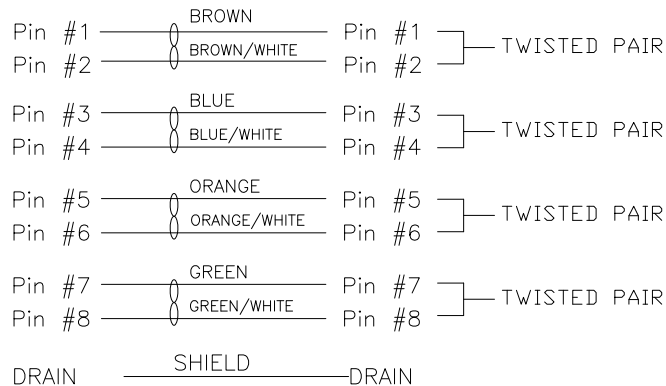 BROWN
Pin #1 Pin #1
BROWN/WHITE TWISTED PAIR
Pin #2 Pin #2
BLUE
Pin #3 Pin #3
BLUE/WHITE TWISTED PAIR
Pin #4 Pin #4
ORANGE
Pin #5 Pin #5
ORANGE/WHITE TWISTED PAIR
Pin #6 Pin #6
GREEN
Pin #7 Pin #7
GREEN/WHITE TWISTED PAIR
Pin #8 Pin #8
SHIELD
DRAIN DRAIN